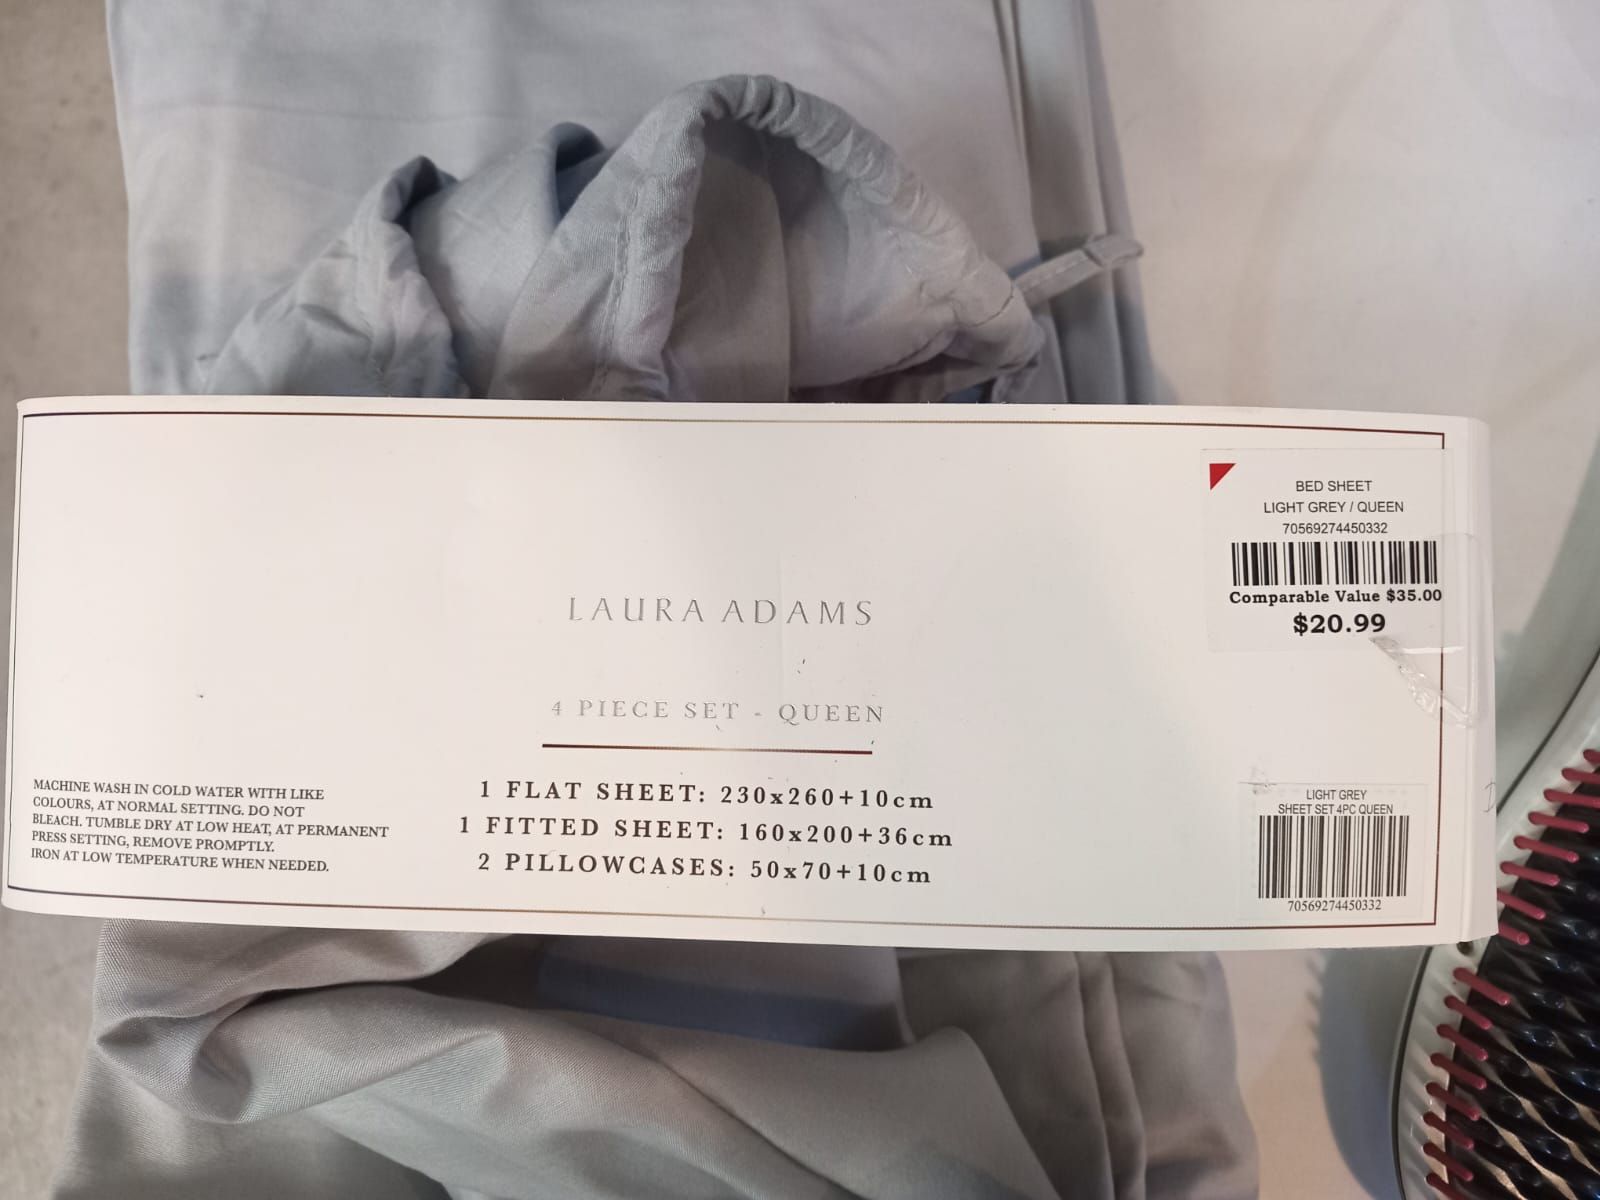 BED SHEET
LIGHT GREY / QUEEN
70569274450332
Comparable Value $35.00
$20.99
LAURA ADAMS
4 PIECE SET - QUEEN
1 FLAT SHEET: 230x260+10cm
1 FITTED SHEET: 160x200+36cm
2 PILLOWCASES: 50x70+10cm
MACHINE WASH IN COLD WATER WITH LIKE
COLOURS, AT NORMAL SETTING. DO NOT
BLEACH. TUMBLE DRY AT LOW HEAT, AT PERMANENT
PRESS SETTING, REMOVE PROMPTLY.
IRON AT LOW TEMPERATURE WHEN NEEDED.
LIGHT GREY
SHEET SET 4PC QUEEN
70569274450332